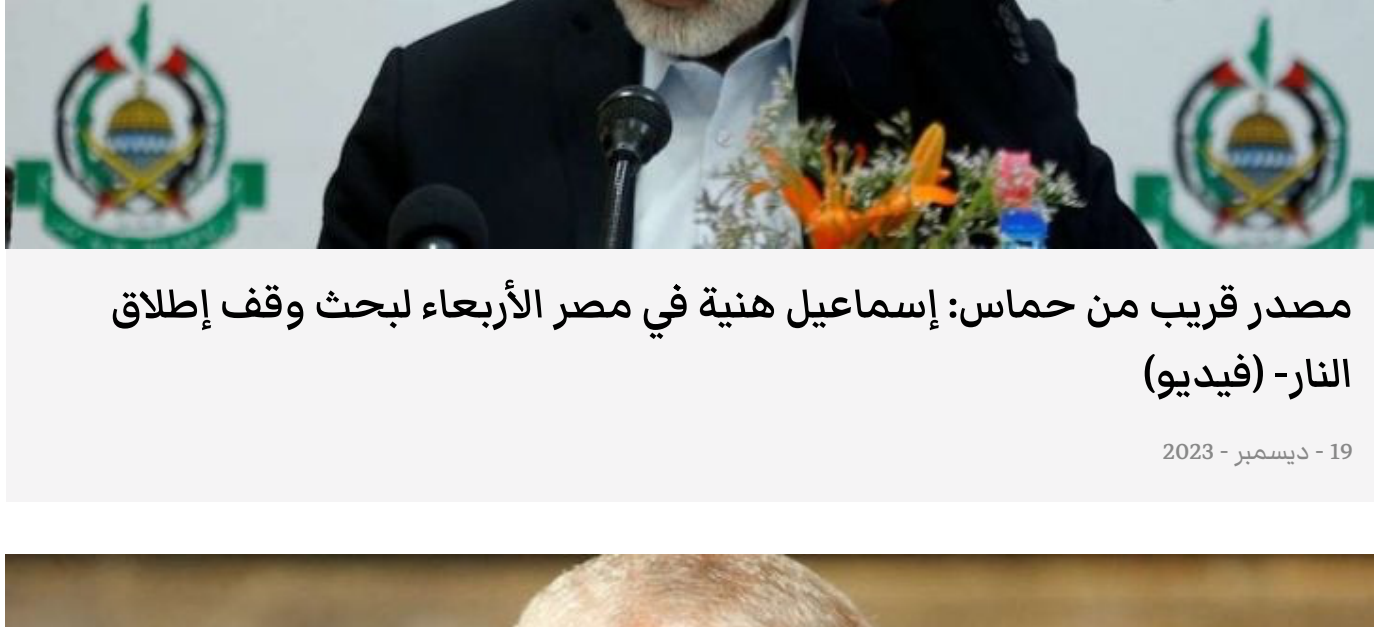 مصدر قريب من حماس: إسماعيل هنية في مصر الأربعاء لبحث وقف إطلاق
النار- (فيديو)
19 - ديسمبر - 2023